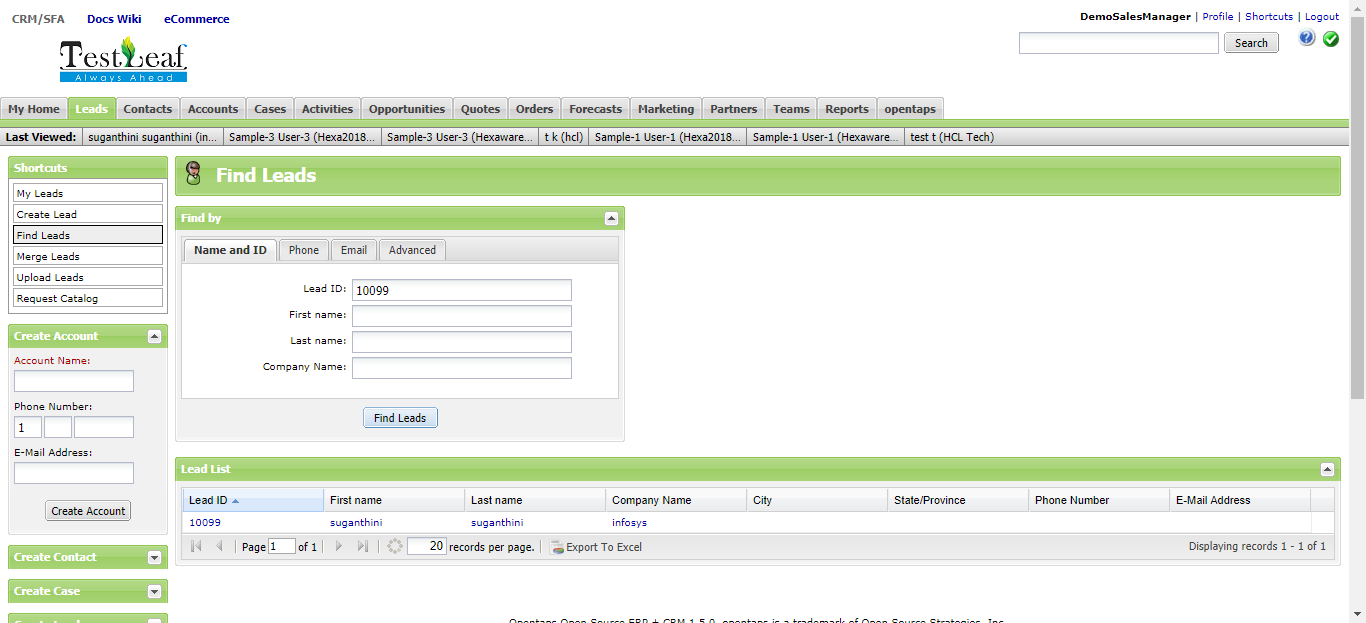 CRM/SFA Docs Wiki eCommerce
DemoSalesManager | Profile | Shortcuts | Logout
Search
TestLeaf
Always Ahead
My Home Leads Contacts Accounts Cases Activities Opportunities Quotes Orders Forecasts Marketing Partners Teams Reports opentaps
Last Viewed: suganthini suganthini (in... Sample-3 User-3 (Hexa2018... Sample-3 User-3 (Hexaware... t k (hcl) Sample-1 User-1 (Hexa2018... Sample-1 User-1 (Hexaware... test t (HCL Tech)
Shortcuts
My Leads
Create Lead
Find Leads
Merge Leads
Upload Leads
Request Catalog
Create Account
Account Name:
Phone Number:
1
E-Mail Address:
Create Account
Create Contact
Create Case
Find Leads
Find by
Name and ID Phone Email Advanced
Lead ID: 10099
First name:
Last name:
Company Name:
Find Leads
Lead List
Lead ID First name Last name Company Name City State/Province Phone Number E-Mail Address
10099 suganthini suganthini infosys
Page 1 of 1 20 records per page. Export To Excel Displaying records 1 - 1 of 1
Opentaps Open Source ERP + CRM 1.5.0. opentaps is a trademark of Open Source Strategies, Inc.